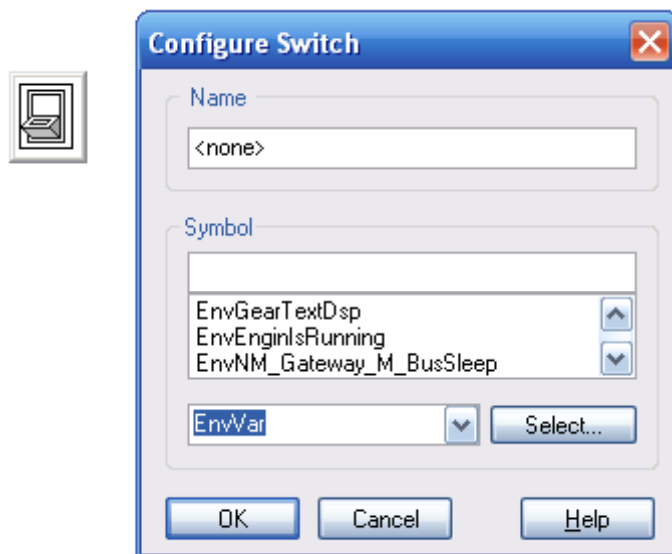 Configure Switch
Name
<none>
Symbol
EnvGearTextDsp
EnvEnginIsRunning
EnvNM_Gateway_M_BusSleep
EnvVar
Select...
OK
Cancel
Help